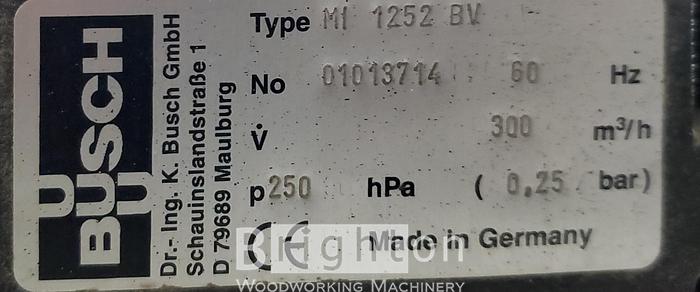 BUSCH
Dr.- Ing. K. Busch GmbH
Schauinslandstraße 1
D 79689 Maulburg
Type MI 1252 BV
No 01013714 60 Hz
V̇ 300 m³/h
p 250 hPa ( 0,25 bar)
CE Made in Germany
Brighton
WOODWORKING MACHINERY